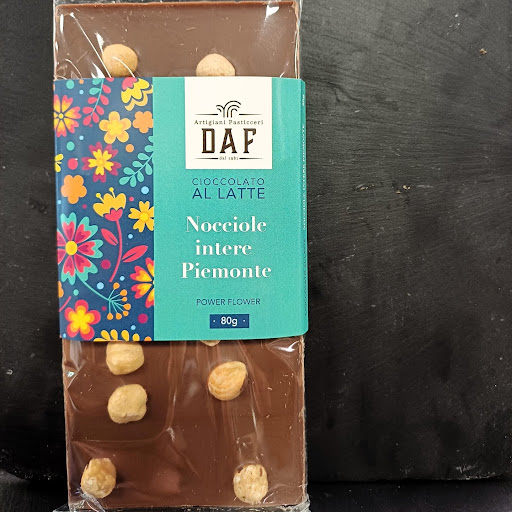 Artigiani Pasticceri
DAF
CIOCCOLATO
AL LATTE
Nocciole
intere
Piemonte
POWER FLOWER
80g